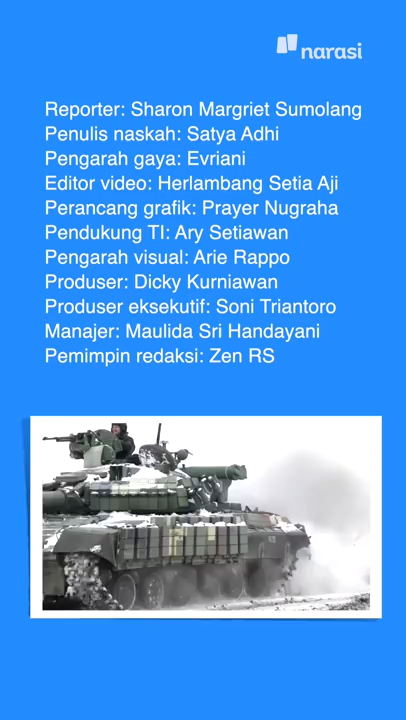 narasi
Reporter: Sharon Margriet Sumolang
Penulis naskah: Satya Adhi
Pengarah gaya: Evriani
Editor video: Herlambang Setia Aji
Perancang grafik: Prayer Nugraha
Pendukung TI: Ary Setiawan
Pengarah visual: Arie Rappo
Produser: Dicky Kurniawan
Produser eksekutif: Soni Triantoro
Manajer: Maulida Sri Handayani
Pemimpin redaksi: Zen RS